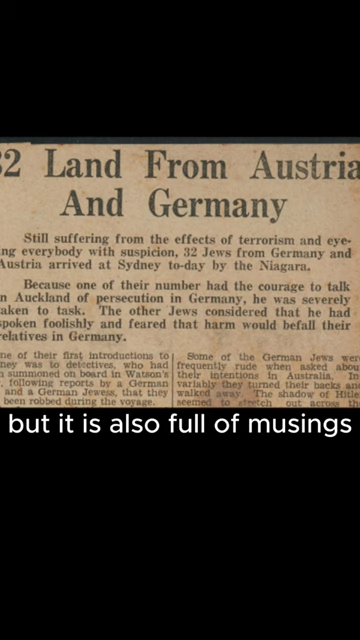 32 Land From Austria
And Germany
Still suffering from the effects of terrorism and eye-
ing everybody with suspicion, 32 Jews from Germany and
Austria arrived at Sydney to-day by the Niagara.
Because one of their number had the courage to talk
in Auckland of persecution in Germany, he was severely
taken to task. The other Jews considered that he had
spoken foolishly and feared that harm would befall their
relatives in Germany.
ne of their first introductions to
ney was to detectives, who had
n summoned on board in Watson's
, following reports by a German
and a German Jewess, that they
been robbed during the voyage.
Some of the German Jews were
frequently rude when asked about
their intentions in Australia. In-
variably they turned their backs and
walked away. The shadow of Hitler
seemed to stretch out across the
but it is also full of musings